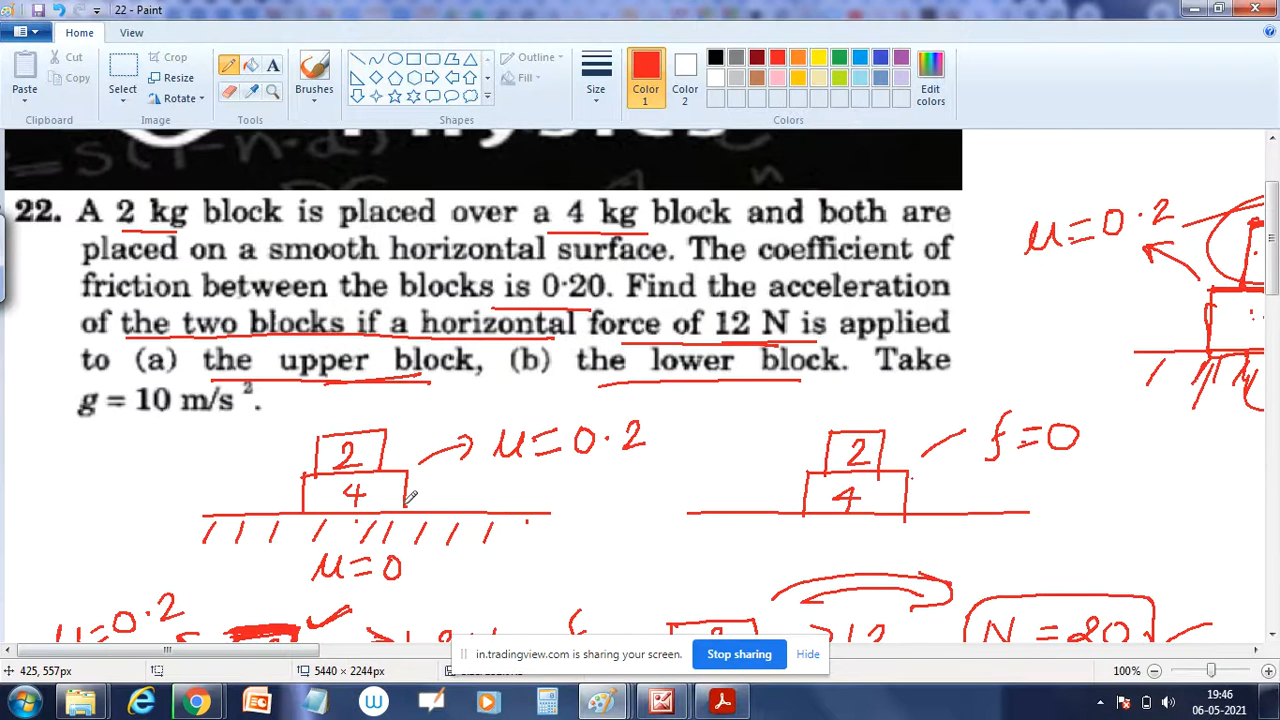 22 - Paint
Home View
Paste
Cut
Copy
Clipboard
Select
Crop
Resize
Rotate
Image
A
Tools
Brushes
Outline
Fill
Shapes
Size
Color 1
Color 2
Edit colors
Colors
Physics
22. A 2 kg block is placed over a 4 kg block and both are
placed on a smooth horizontal surface. The coefficient of
friction between the blocks is 0·20. Find the acceleration
of the two blocks if a horizontal force of 12 N is applied
to (a) the upper block, (b) the lower block. Take
g = 10 m/s 2.
μ = 0·2
2
4
μ = 0·2
μ = 0
2
4
f = 0
μ = 0·2
N = 20
in.tradingview.com is sharing your screen. Stop sharing Hide
425, 557px
5440 × 2244px
100%
19:46
06-05-2021